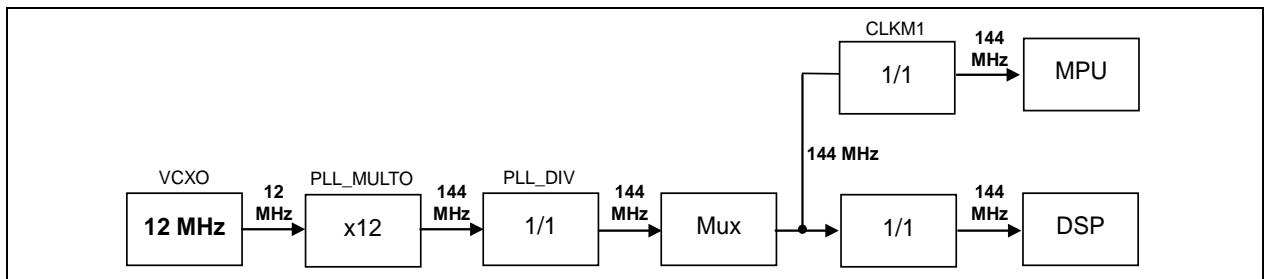 CLKM1
1/1
144
MHz
MPU
144 MHz
VCXO
12 MHz
12
MHz
PLL_MULTO
x12
144
MHz
PLL_DIV
1/1
144
MHz
Mux
1/1
144
MHz
DSP